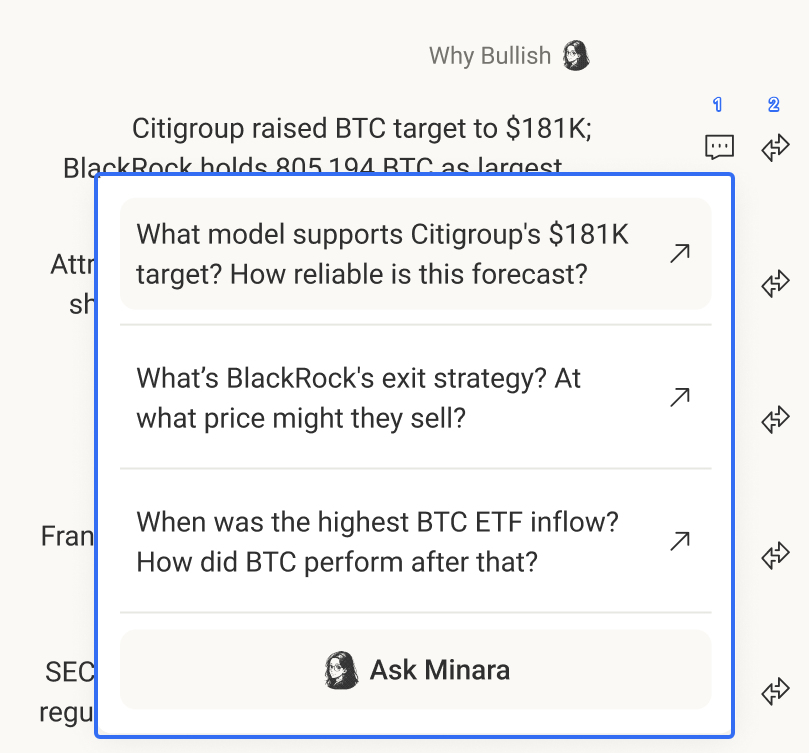 Why Bullish
1 2
Citigroup raised BTC target to $181K;
BlackRock holds 805,194 BTC as largest
What model supports Citigroup's $181K
target? How reliable is this forecast?
What’s BlackRock's exit strategy? At
what price might they sell?
When was the highest BTC ETF inflow?
How did BTC perform after that?
Ask Minara
Attr
sh
Fran
SEC
regu